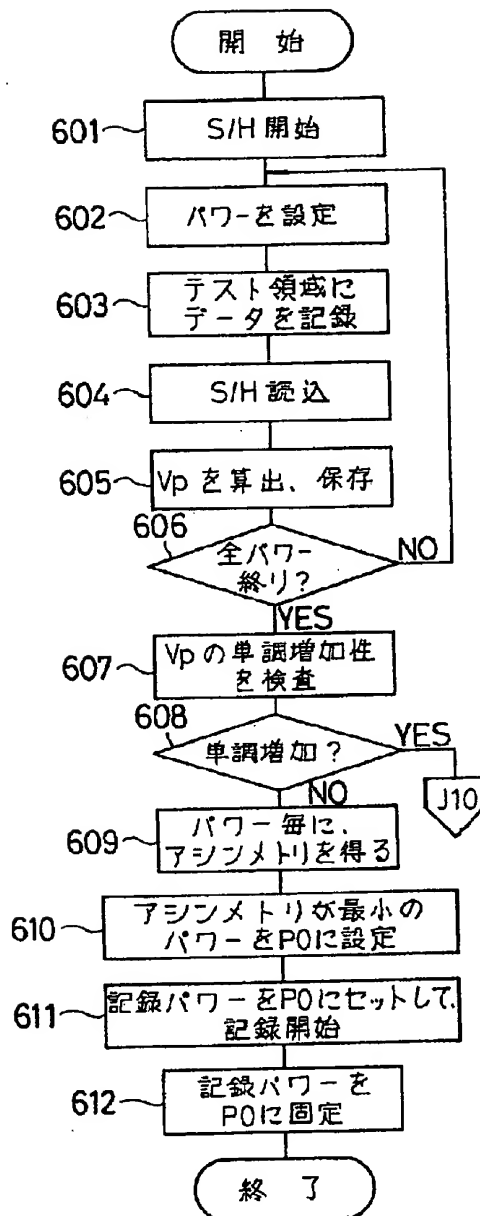 開 始
601
S/H 開始
602
パワーを設定
603
テスト領域に
データを記録
604
S/H 読込
605
Vp を算出、保存
606
全パワー
終り?
NO
YES
607
Vp の単調増加性
を検査
608
単調増加?
YES
J10
NO
609
パワー毎に、
アシンメトリを得る
610
アシンメトリが最小の
パワーをP0に設定
611
記録パワーをP0にセットして、
記録開始
612
記録パワーを
P0に固定
終 了